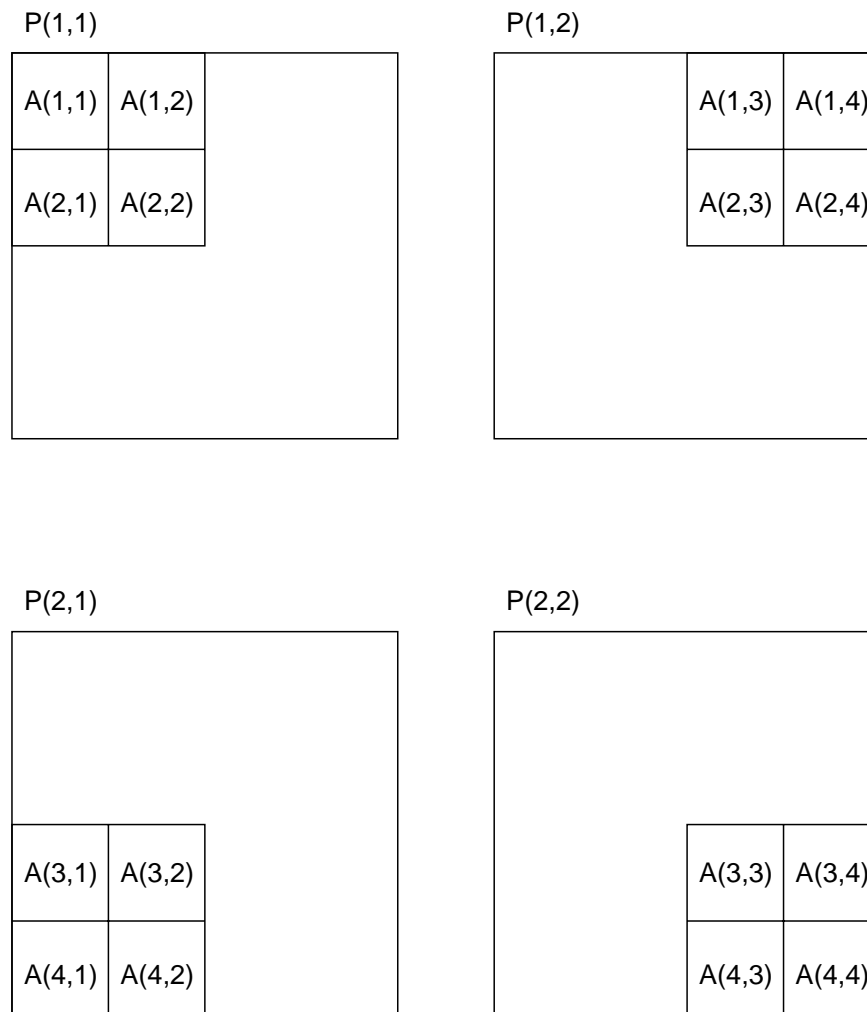 P(1,1) P(1,2)
A(1,1) A(1,2) A(1,3) A(1,4)
A(2,1) A(2,2) A(2,3) A(2,4)
P(2,1) P(2,2)
A(3,1) A(3,2) A(3,3) A(3,4)
A(4,1) A(4,2) A(4,3) A(4,4)